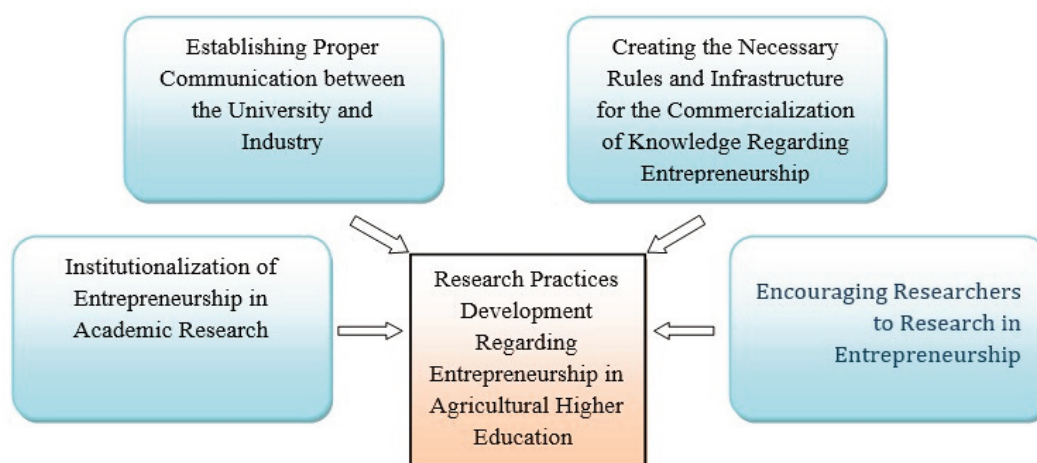 Establishing Proper
Communication between
the University and
Industry
Creating the Necessary
Rules and Infrastructure
for the Commercialization
of Knowledge Regarding
Entrepreneurship
Institutionalization of
Entrepreneurship in
Academic Research
Research Practices
Development
Regarding
Entrepreneurship in
Agricultural Higher
Education
Encouraging Researchers
to Research in
Entrepreneurship